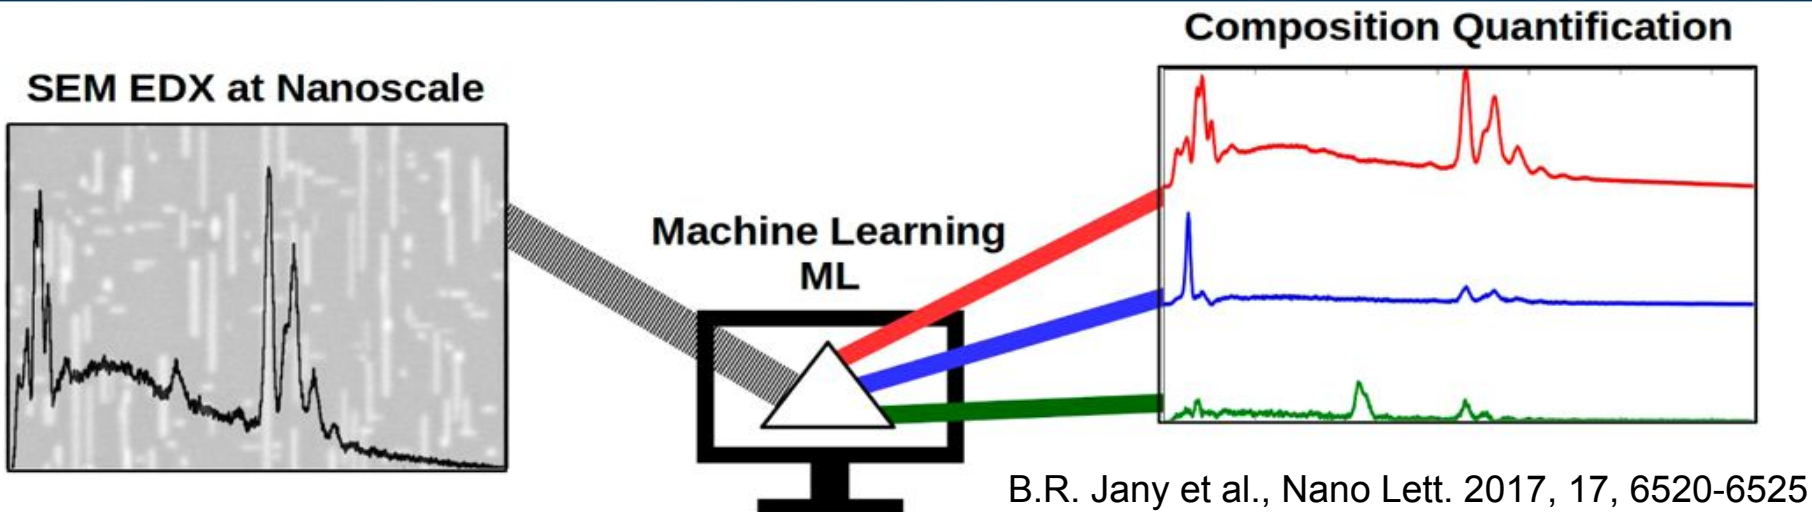 SEM EDX at Nanoscale
Machine Learning
ML
Composition Quantification
B.R. Jany et al., Nano Lett. 2017, 17, 6520-6525